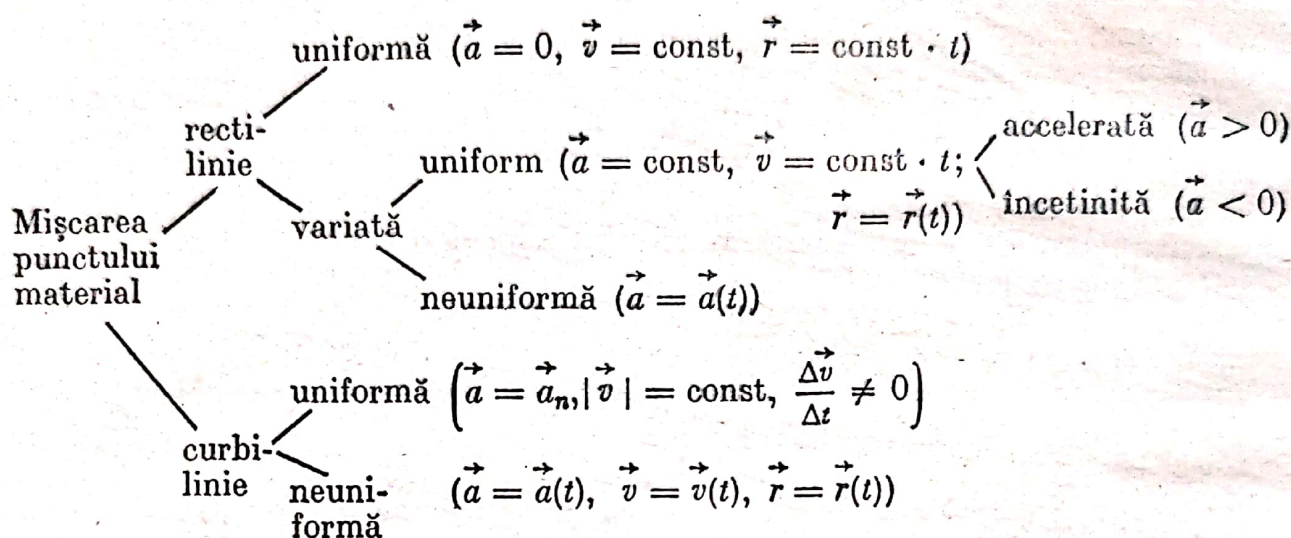 uniformă (a⃗ = 0, v⃗ = const, r⃗ = const · t)
recti-
linie
uniform (a⃗ = const, v⃗ = const · t;
r⃗ = r⃗(t))
accelerată (a⃗ > 0)
încetinită (a⃗ < 0)
variată
neuniformă (a⃗ = a⃗(t))
Mişcarea
punctului
material
uniformă (a⃗ = a⃗ₙ, |v⃗| = const, Δv⃗/Δt ≠ 0)
curbi-
linie
neuni-
formă
(a⃗ = a⃗(t), v⃗ = v⃗(t), r⃗ = r⃗(t))